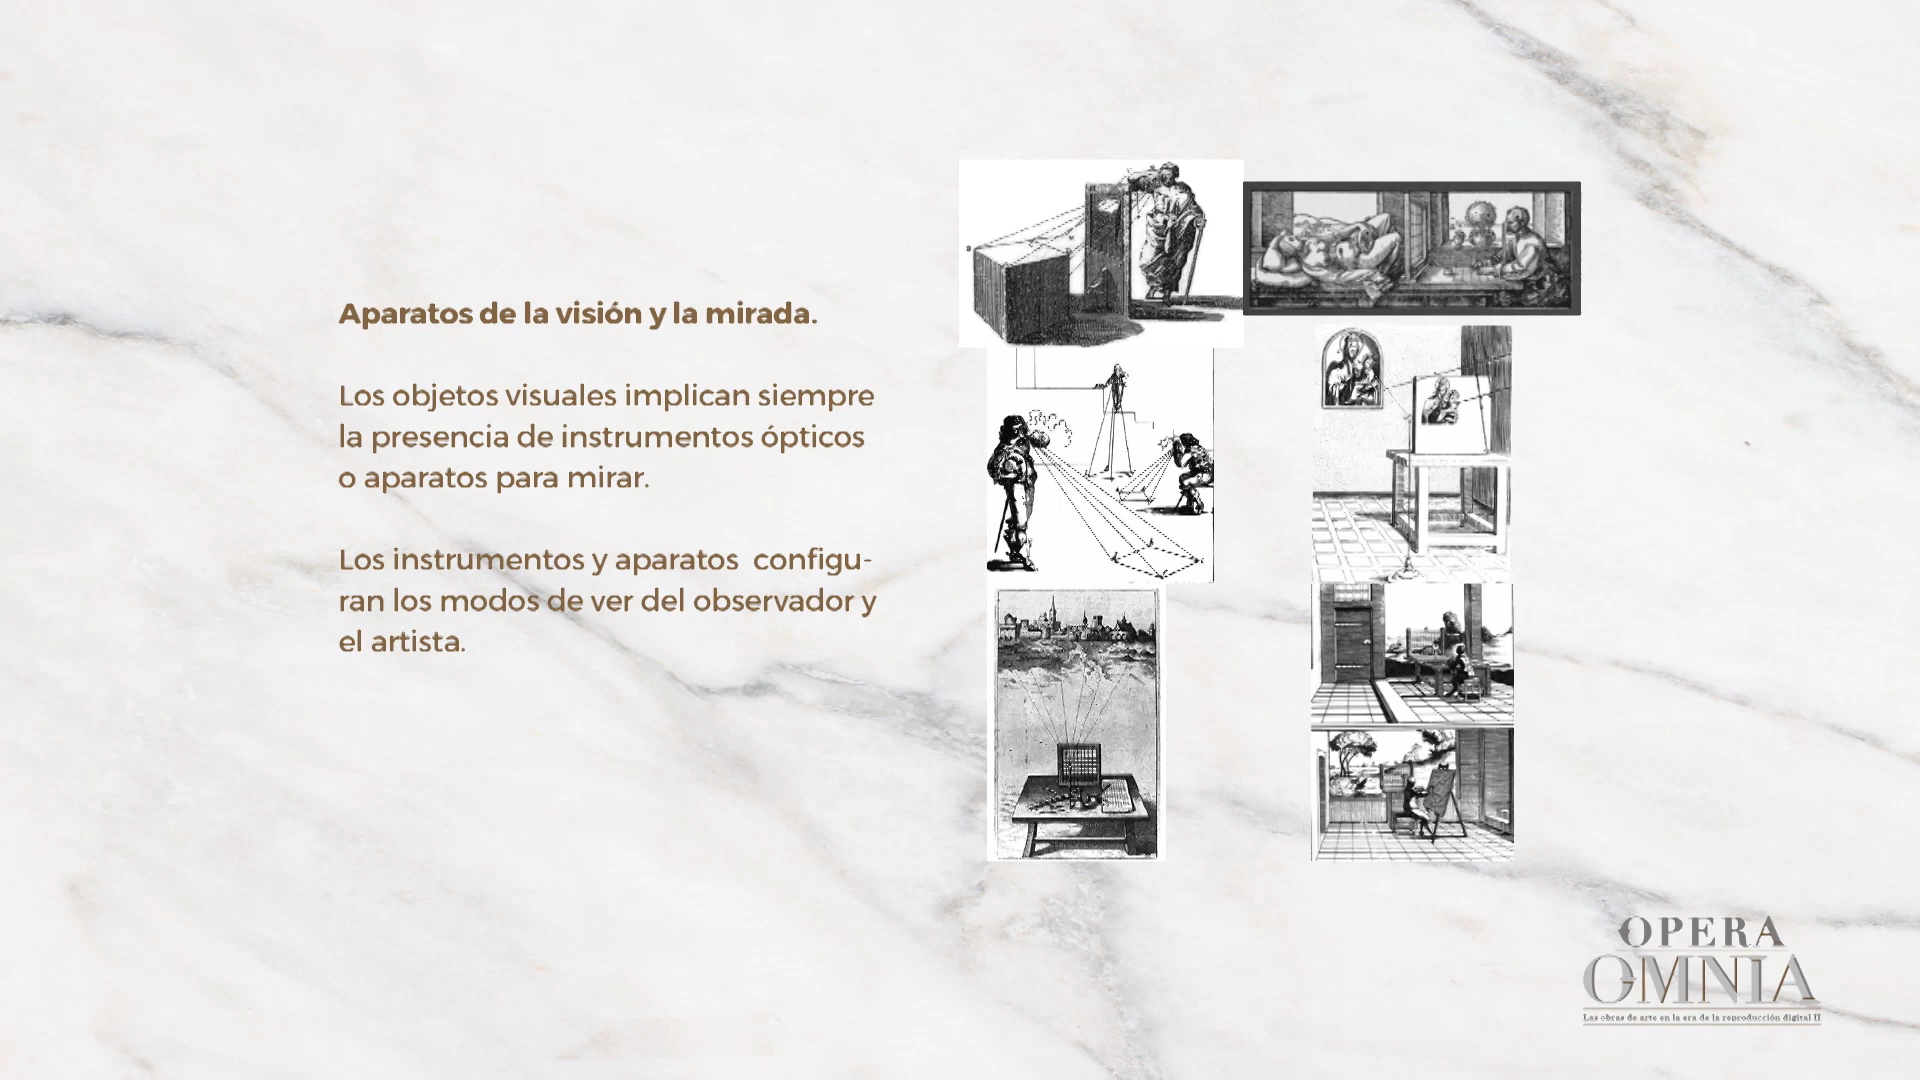 Aparatos de la visión y la mirada.
Los objetos visuales implican siempre
la presencia de instrumentos ópticos
o aparatos para mirar.
Los instrumentos y aparatos  configu-
ran los modos de ver del observador y
el artista.
OPERA
OMNIA
Las obras de arte en la era de la reproducción digital II